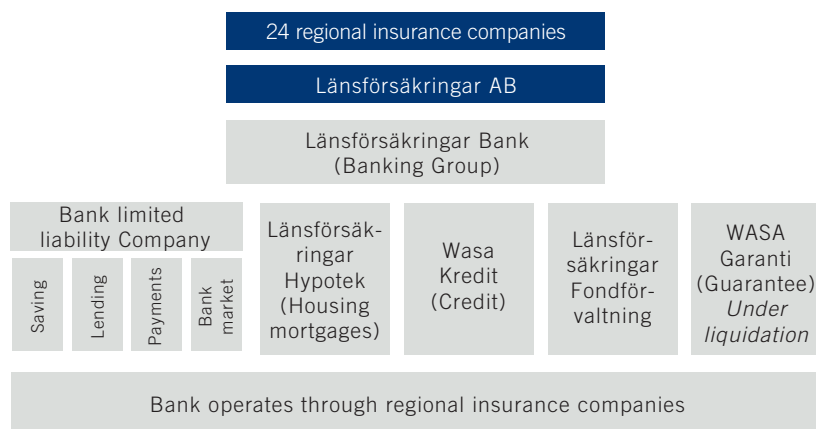 24 regional insurance companies
Länsförsäkringar AB
Länsförsäkringar Bank
(Banking Group)
Bank limited
liability Company
Saving
Lending
Payments
Bank
market
Länsförsäk-
ringar
Hypotek
(Housing
mortgages)
Wasa
Kredit
(Credit)
Länsför-
säkringar
Fondför-
valtning
WASA
Garanti
(Guarantee)
Under
liquidation
Bank operates through regional insurance companies